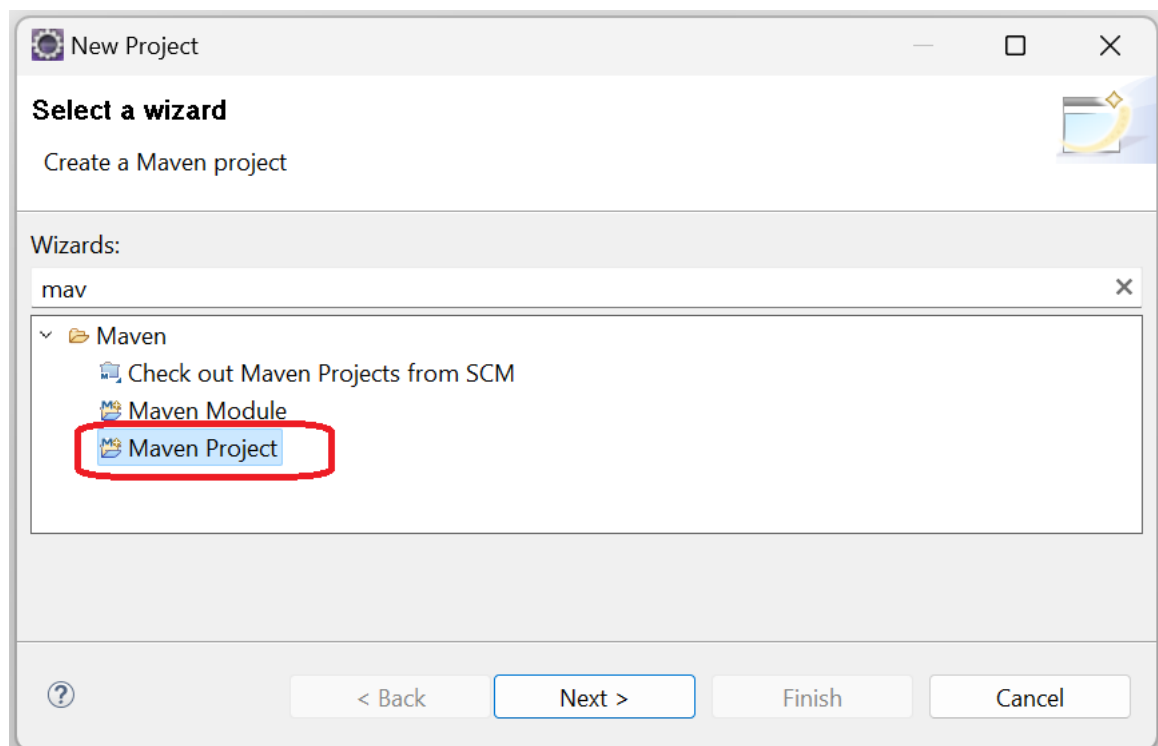 New Project
Select a wizard
Create a Maven project
Wizards:
mav
Maven
Check out Maven Projects from SCM
Maven Module
Maven Project
? < Back Next > Finish Cancel